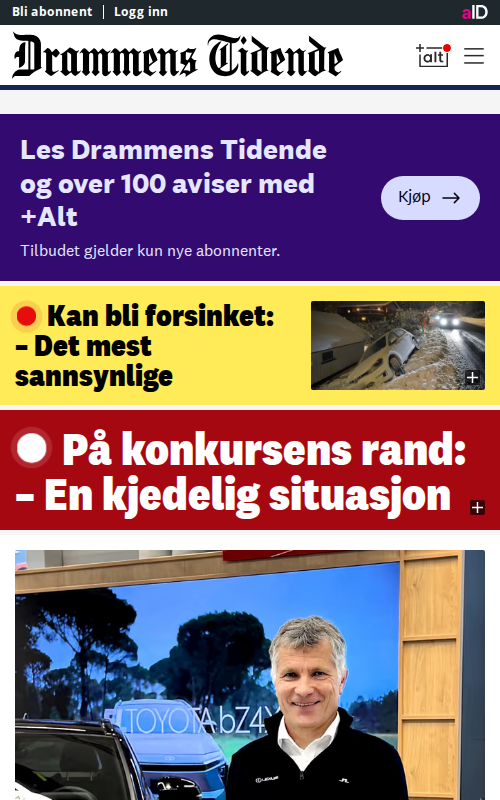 Bli abonnent
Logg inn
aID
Drammens Tidende
+alt
Les Drammens Tidende
og over 100 aviser med
+Alt
Kjøp
Tilbudet gjelder kun nye abonnenter.
Kan bli forsinket:
– Det mest
sannsynlige
På konkursens rand:
– En kjedelig situasjon
TOYOTA bZ4X
LEXUS